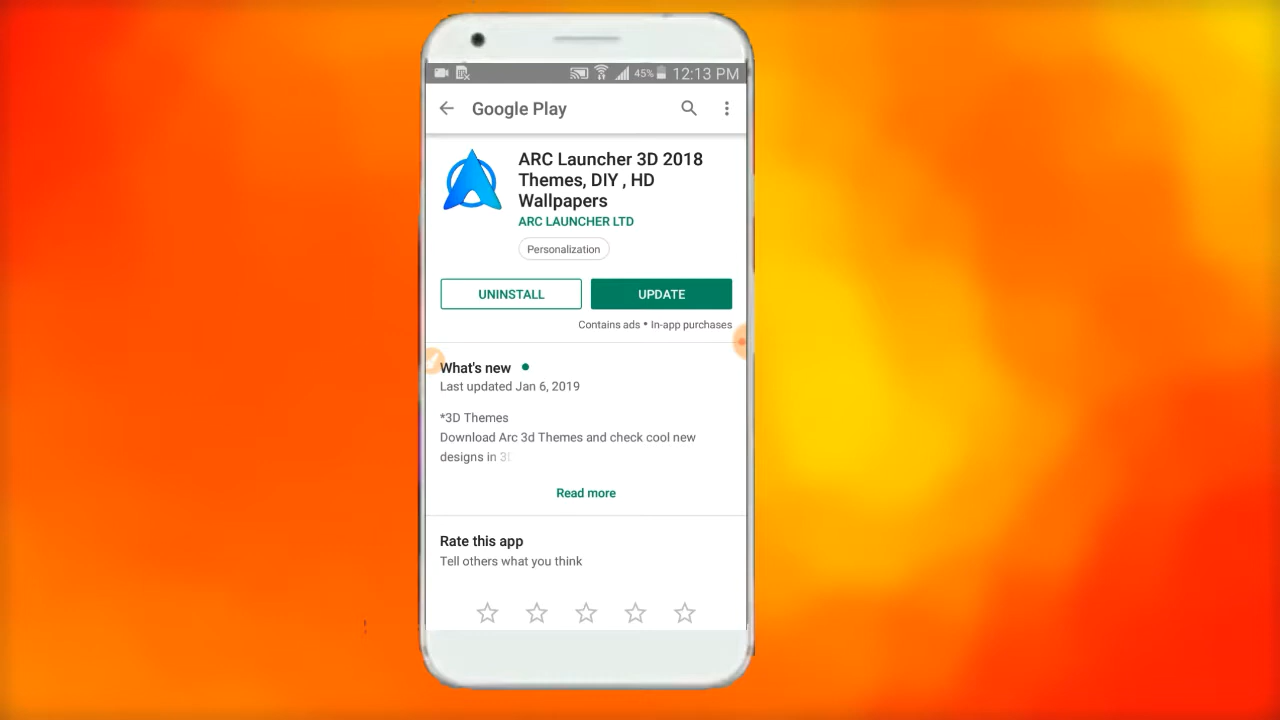 45% 12:13 PM
Google Play
ARC Launcher 3D 2018
Themes, DIY , HD
Wallpapers
ARC LAUNCHER LTD
Personalization
UNINSTALL
UPDATE
Contains ads • In-app purchases
What's new
Last updated Jan 6, 2019
*3D Themes
Download Arc 3d Themes and check cool new
designs in
Read more
Rate this app
Tell others what you think